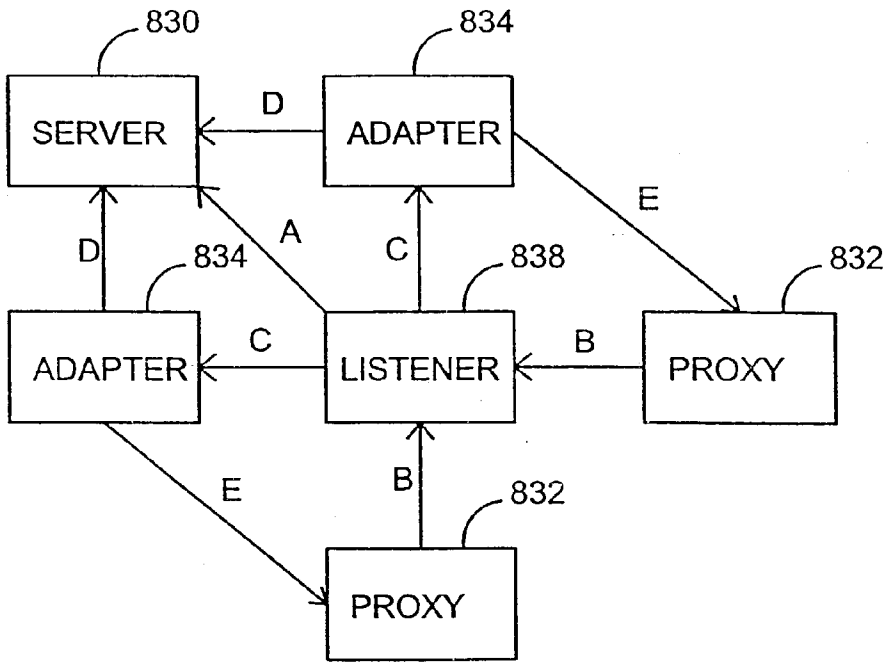 830
834
SERVER
D
ADAPTER
E
A
D
834
C
838
832
ADAPTER
C
LISTENER
B
PROXY
E
B
832
PROXY